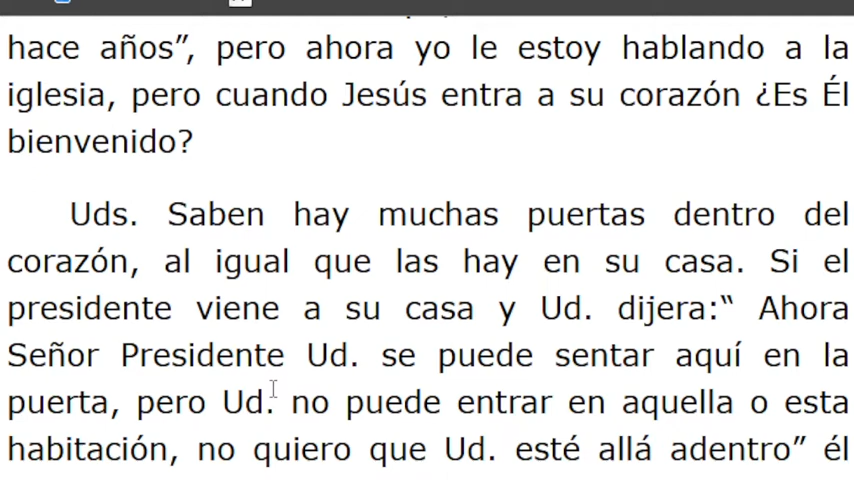 hace años”, pero ahora yo le estoy hablando a la
iglesia, pero cuando Jesús entra a su corazón ¿Es Él
bienvenido?
Uds. Saben hay muchas puertas dentro del
corazón, al igual que las hay en su casa. Si el
presidente viene a su casa y Ud. dijera:“ Ahora
Señor Presidente Ud. se puede sentar aquí en la
puerta, pero Ud. no puede entrar en aquella o esta
habitación, no quiero que Ud. esté allá adentro” él